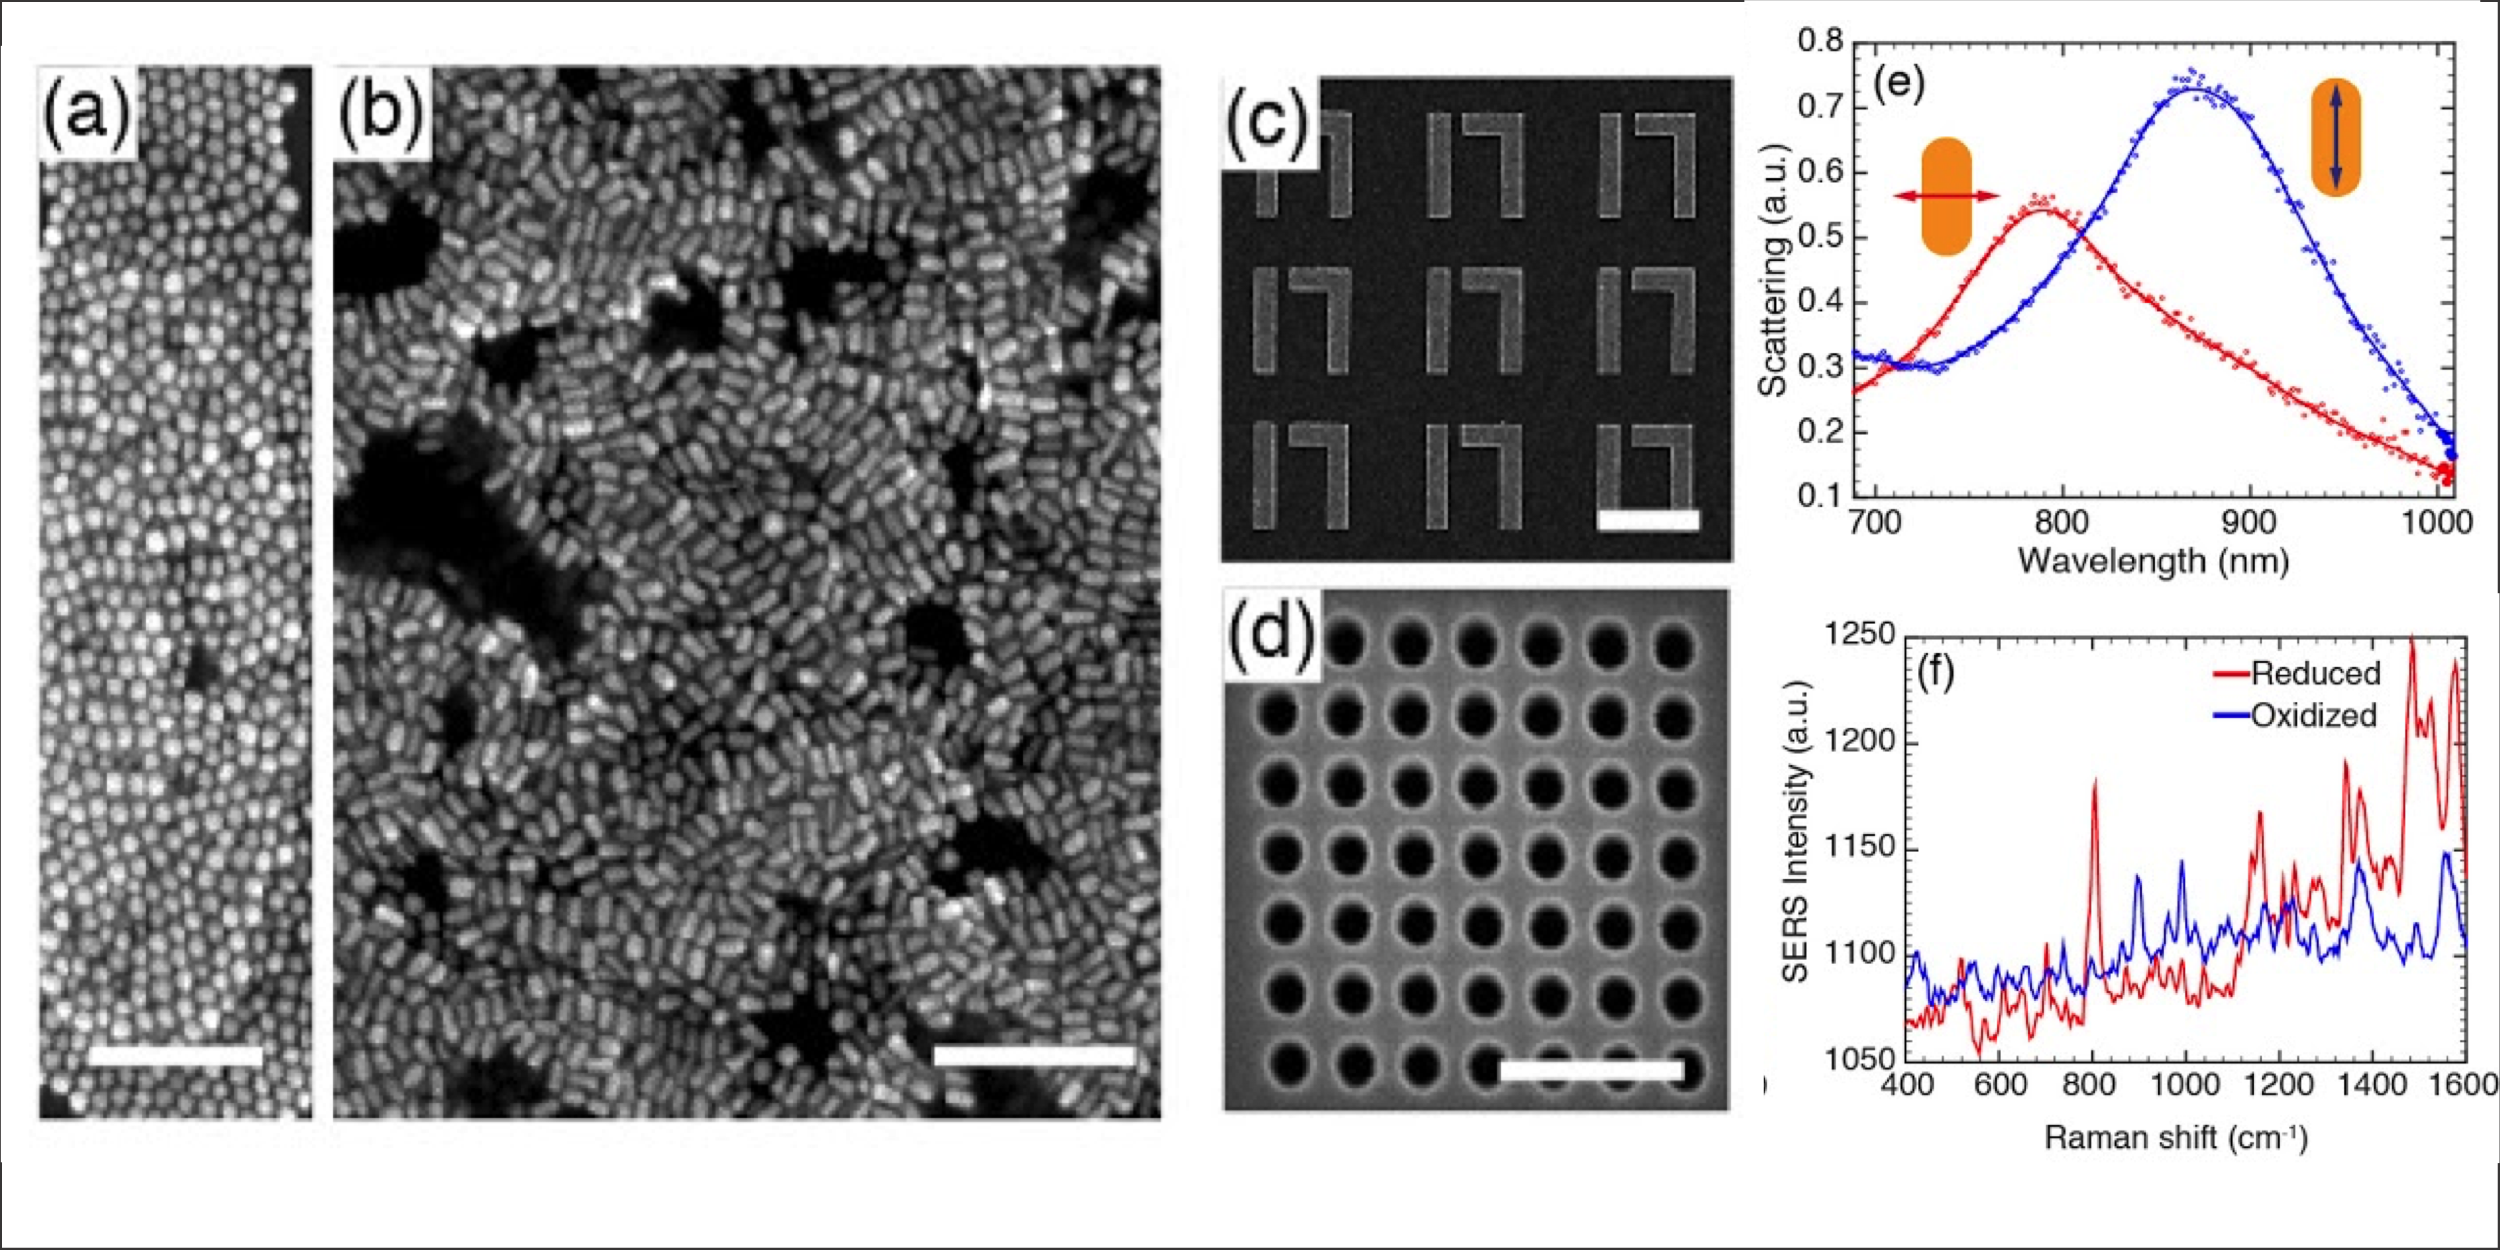 (a)
(b)
(c)
(d)
(e)
0.8
0.7
0.6
0.5
0.4
0.3
0.2
0.1
Scattering (a.u.)
700 800 900 1000
Wavelength (nm)
(f)
Reduced
Oxidized
1250
1200
1150
1100
1050
SERS Intensity (a.u.)
400 600 800 1000 1200 1400 1600
Raman shift (cm⁻¹)